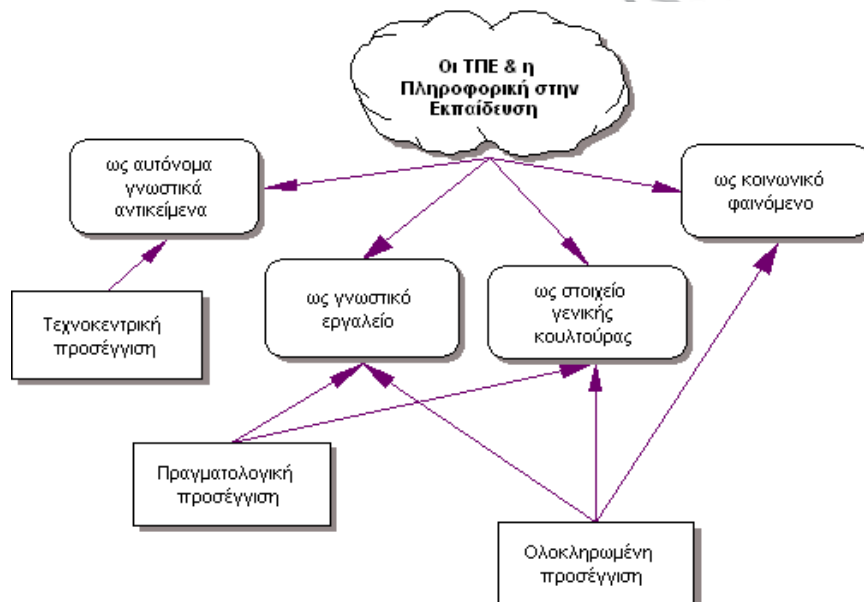 Οι ΤΠΕ & η
Πληροφορική στην
Εκπαίδευση
ως αυτόνομα
γνωστικά
αντικείμενα
ως κοινωνικό
φαινόμενο
ως γνωστικό
εργαλείο
ως στοιχείο
γενικής
κουλτούρας
Τεχνοκεντρική
προσέγγιση
Πραγματολογική
προσέγγιση
Ολοκληρωμένη
προσέγγιση